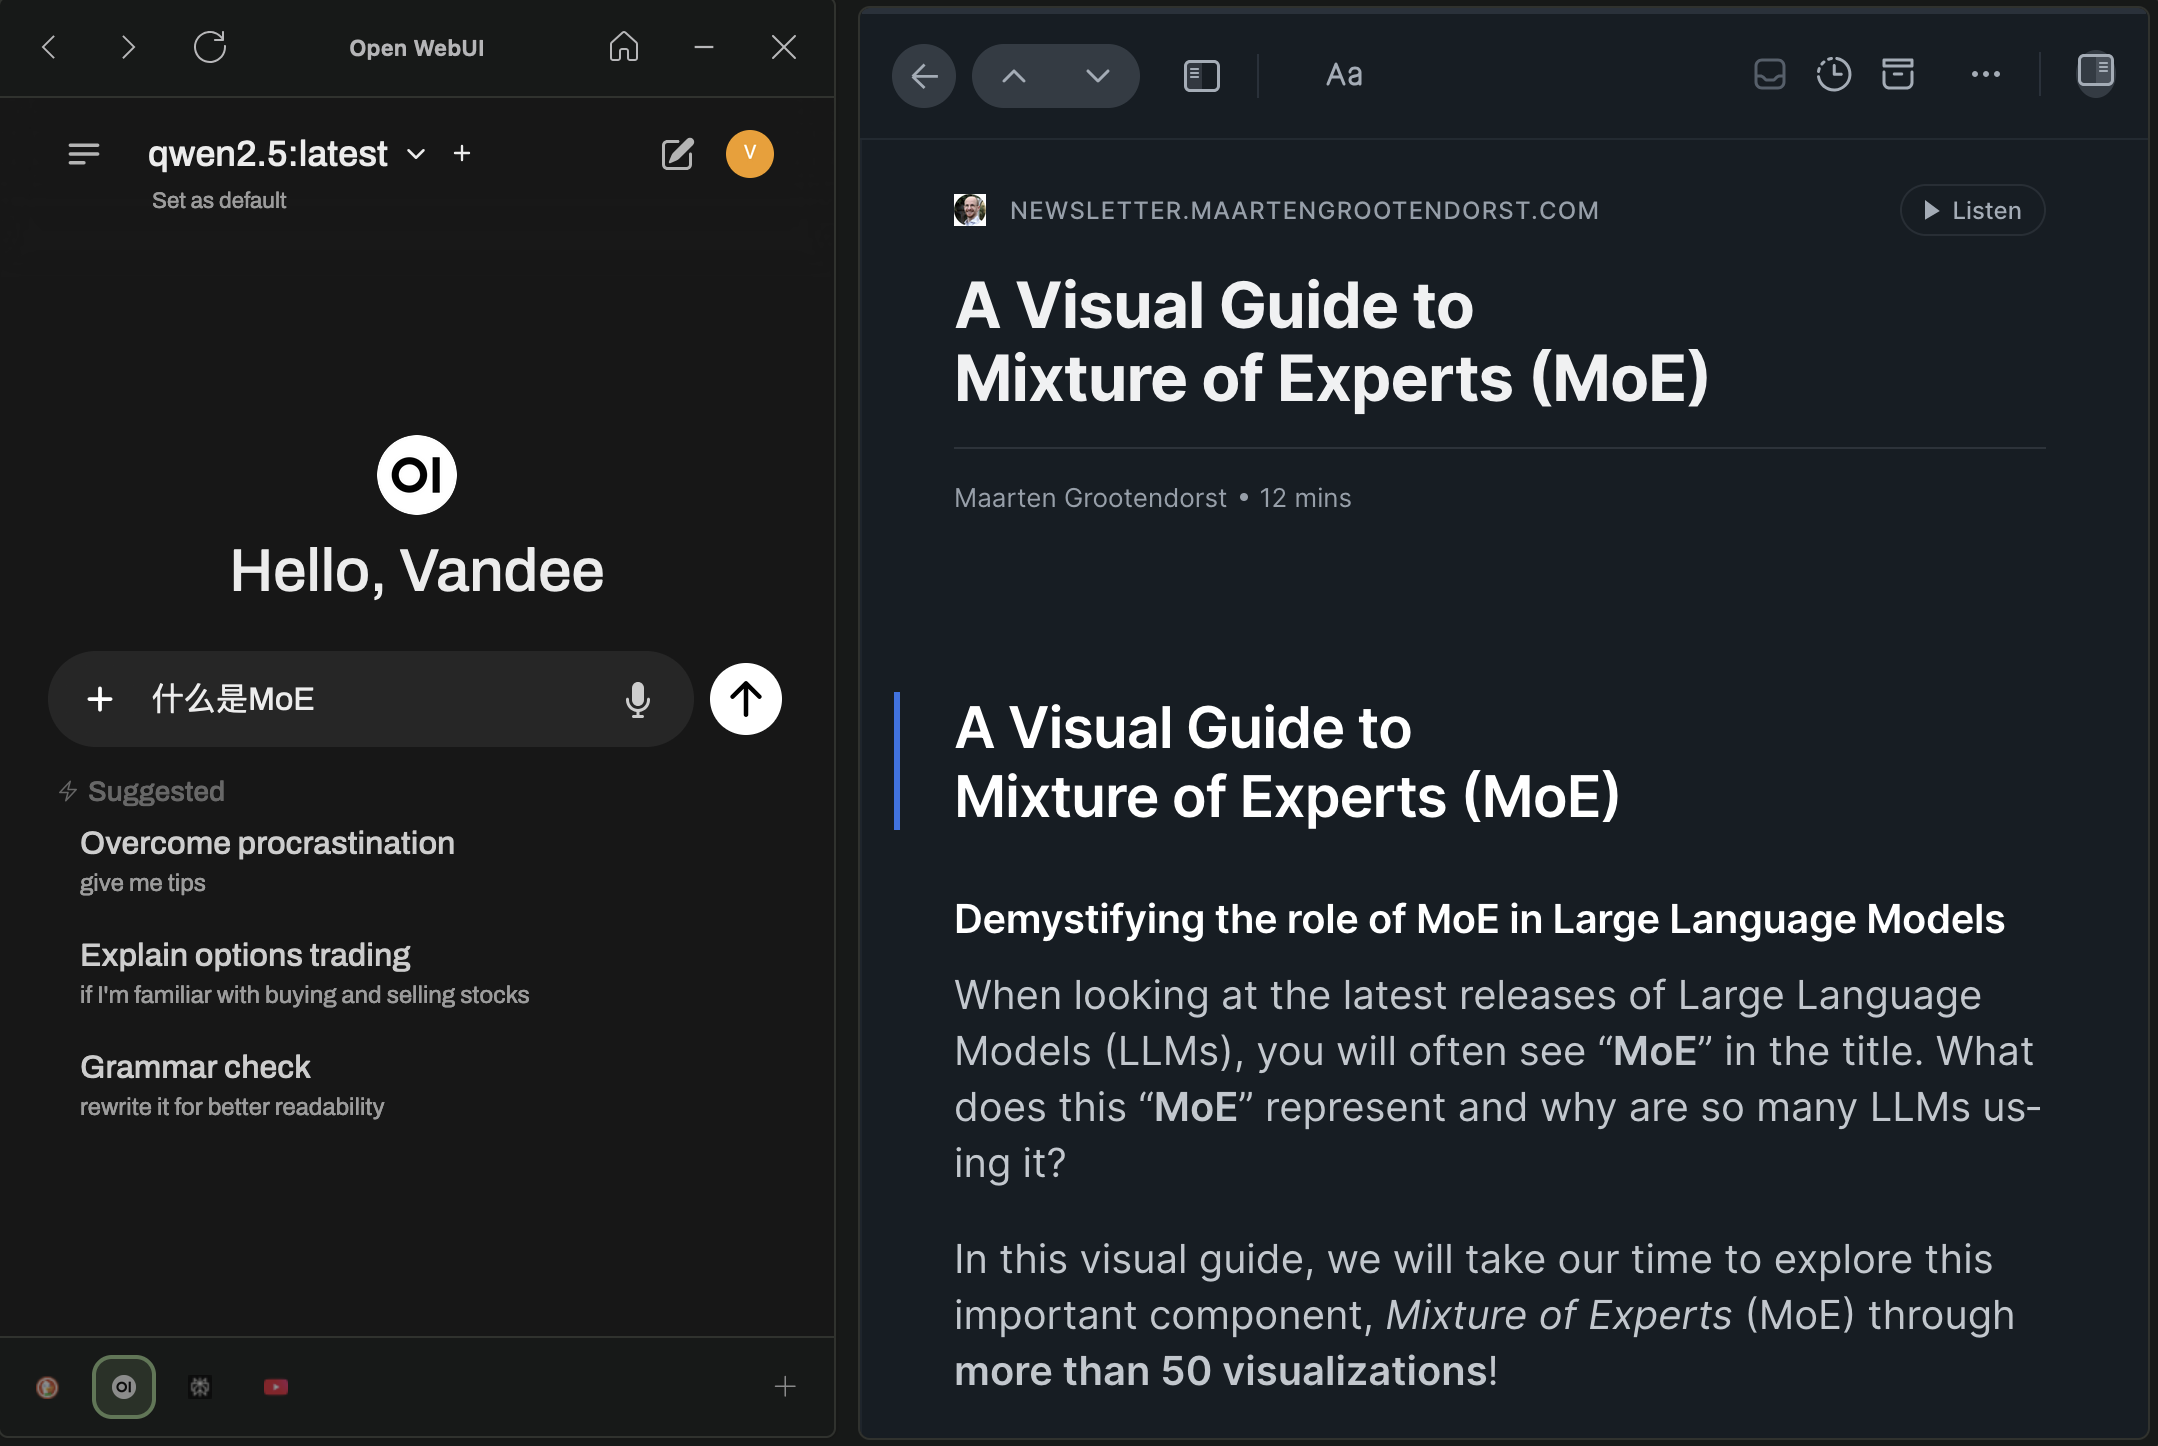 Open WebUI
qwen2.5:latest
V
Set as default
OI
Hello, Vandee
什么是MoE
Suggested
Overcome procrastination
give me tips
Explain options trading
if I'm familiar with buying and selling stocks
Grammar check
rewrite it for better readability
OI
Aa
NEWSLETTER.MAARTENGROOTENDORST.COM
Listen
A Visual Guide to
Mixture of Experts (MoE)
Maarten Grootendorst • 12 mins
A Visual Guide to
Mixture of Experts (MoE)
Demystifying the role of MoE in Large Language Models
When looking at the latest releases of Large Language
Models (LLMs), you will often see “MoE” in the title. What
does this “MoE” represent and why are so many LLMs us-
ing it?
In this visual guide, we will take our time to explore this
important component, Mixture of Experts (MoE) through
more than 50 visualizations!